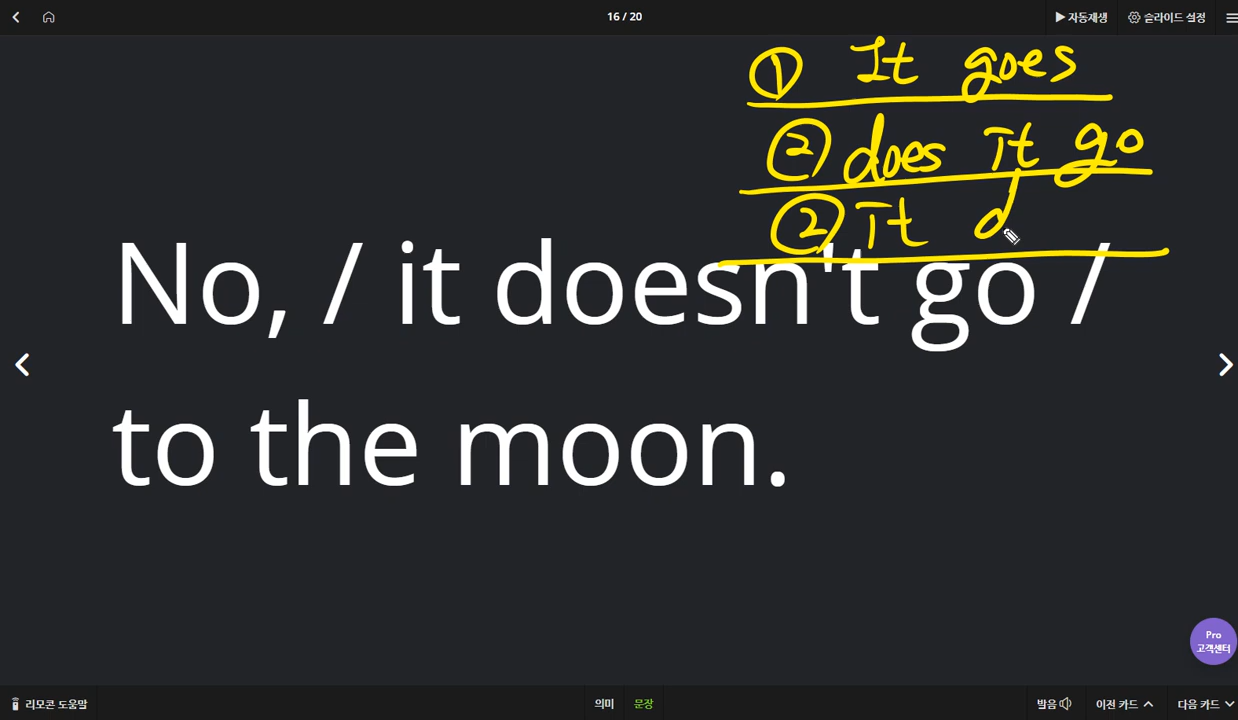 16 / 20
자동재생
슬라이드 설정
① It goes
② does it go
② it d
No, / it doesn't go /
to the moon.
Pro
고객센터
리모콘 도움말
의미
문장
발음
이전 카드
다음 카드